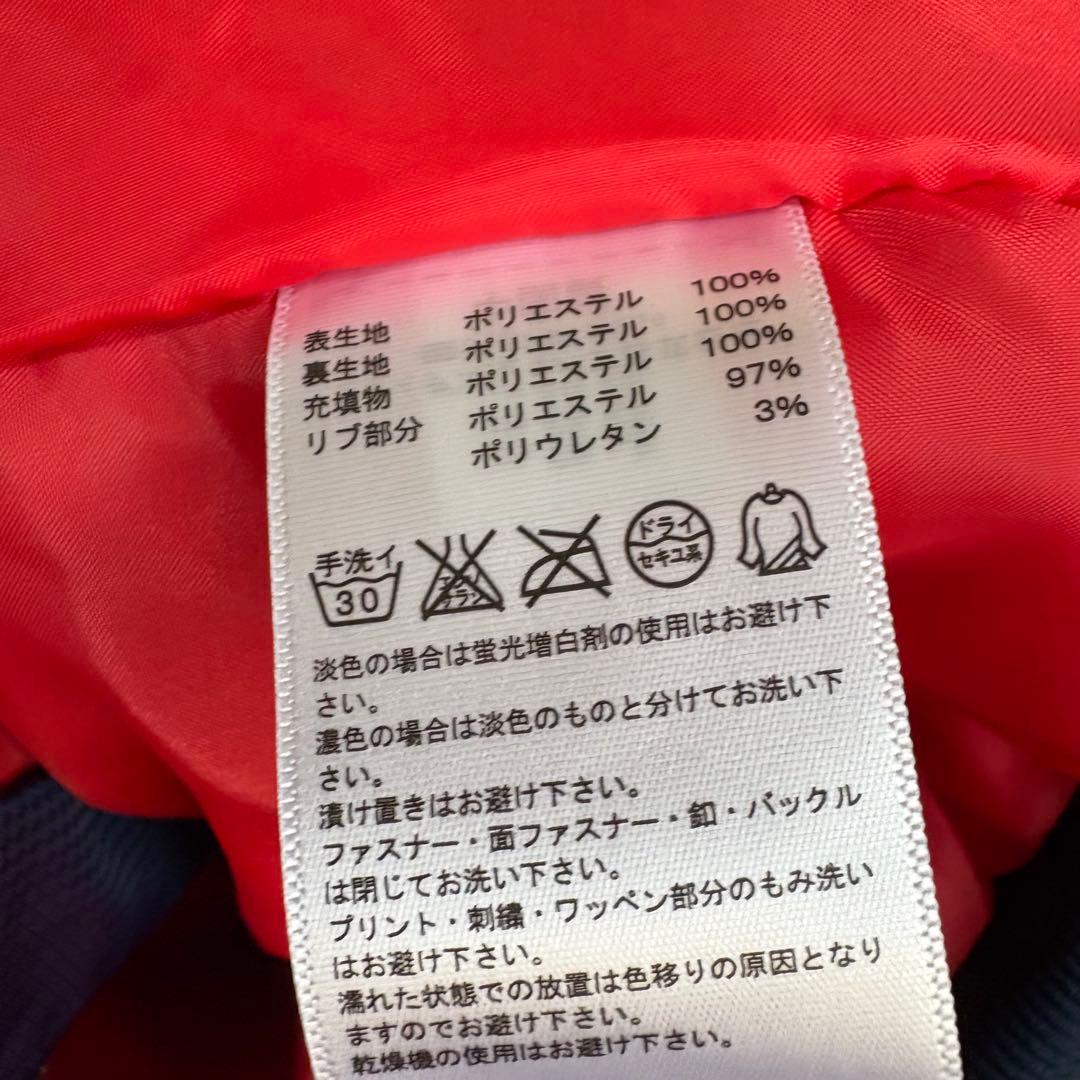 表生地 ポリエステル 100%
裏生地 ポリエステル 100%
充填物 ポリエステル 100%
リブ部分 ポリエステル 97%
ポリウレタン 3%
手洗イ
30
エンソ
サラシ
ドライ
セキユ系
淡色の場合は蛍光増白剤の使用はお避け下
さい。
濃色の場合は淡色のものと分けてお洗い下
さい。
漬け置きはお避け下さい。
ファスナー・面ファスナー・釦・バックル
は閉じてお洗い下さい。
プリント・刺繍・ワッペン部分のもみ洗い
はお避け下さい。
濡れた状態での放置は色移りの原因となり
ますのでお避け下さい。
乾燥機の使用はお避け下さい。